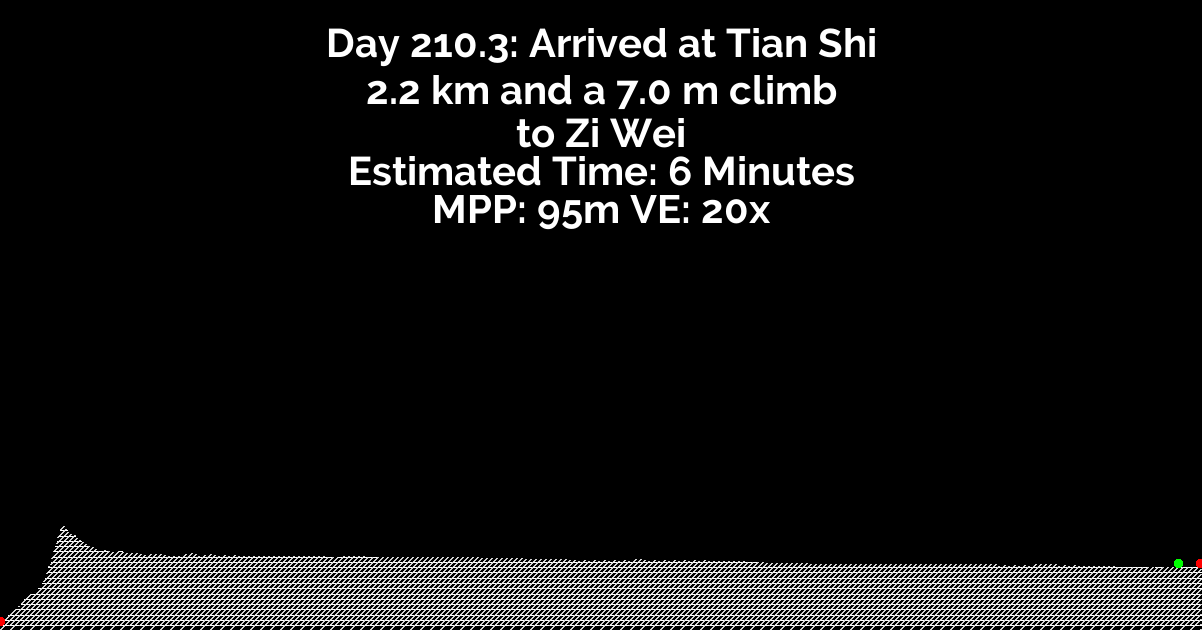 Day 210.3: Arrived at Tian Shi
2.2 km and a 7.0 m climb
to Zi Wei
Estimated Time: 6 Minutes
MPP: 95m VE: 20x